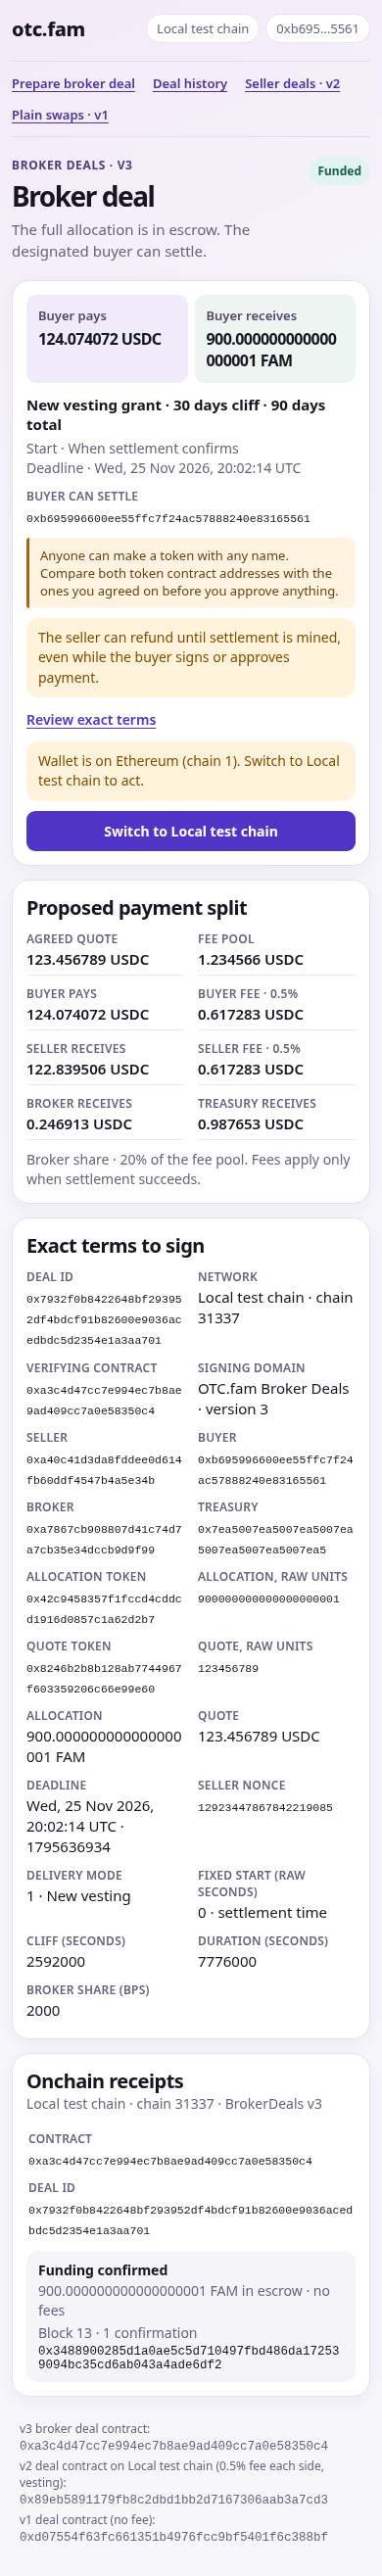 otc.fam
Local test chain
0xb695…5561
Prepare broker deal
Deal history
Seller deals · v2
Plain swaps · v1
BROKER DEALS · V3
Broker deal
Funded
The full allocation is in escrow. The
designated buyer can settle.
Buyer pays
124.074072 USDC
Buyer receives
900.000000000000
000001 FAM
New vesting grant · 30 days cliff · 90 days
total
Start · When settlement confirms
Deadline · Wed, 25 Nov 2026, 20:02:14 UTC
BUYER CAN SETTLE
0xb695996600ee55ffc7f24ac57888240e83165561
Anyone can make a token with any name.
Compare both token contract addresses with the
ones you agreed on before you approve anything.
The seller can refund until settlement is mined,
even while the buyer signs or approves
payment.
Review exact terms
Wallet is on Ethereum (chain 1). Switch to Local
test chain to act.
Switch to Local test chain
Proposed payment split
AGREED QUOTE
123.456789 USDC
FEE POOL
1.234566 USDC
BUYER PAYS
124.074072 USDC
BUYER FEE · 0.5%
0.617283 USDC
SELLER RECEIVES
122.839506 USDC
SELLER FEE · 0.5%
0.617283 USDC
BROKER RECEIVES
0.246913 USDC
TREASURY RECEIVES
0.987653 USDC
Broker share · 20% of the fee pool. Fees apply only
when settlement succeeds.
Exact terms to sign
DEAL ID
0x7932f0b8422648bf29395
2df4bdcf91b82600e9036ac
edbdc5d2354e1a3aa701
NETWORK
Local test chain · chain
31337
VERIFYING CONTRACT
0xa3c4d47cc7e994ec7b8ae
9ad409cc7a0e58350c4
SIGNING DOMAIN
OTC.fam Broker Deals
· version 3
SELLER
0xa40c41d3da8fddee0d614
fb60ddf4547b4a5e34b
BUYER
0xb695996600ee55ffc7f24
ac57888240e83165561
BROKER
0xa7867cb908807d41c74d7
a7cb35e34dccb9d9f99
TREASURY
0x7ea5007ea5007ea5007ea
5007ea5007ea5007ea5
ALLOCATION TOKEN
0x42c9458357f1fccd4cddc
d1916d0857c1a62d2b7
ALLOCATION, RAW UNITS
900000000000000000001
QUOTE TOKEN
0x8246b2b8b128ab7744967
f603359206c66e99e60
QUOTE, RAW UNITS
123456789
ALLOCATION
900.000000000000000
001 FAM
QUOTE
123.456789 USDC
DEADLINE
Wed, 25 Nov 2026,
20:02:14 UTC ·
1795636934
SELLER NONCE
1292344786784221908​5
DELIVERY MODE
1 · New vesting
FIXED START (RAW
SECONDS)
0 · settlement time
CLIFF (SECONDS)
2592000
DURATION (SECONDS)
7776000
BROKER SHARE (BPS)
2000
Onchain receipts
Local test chain · chain 31337 · BrokerDeals v3
CONTRACT
0xa3c4d47cc7e994ec7b8ae9ad409cc7a0e58350c4
DEAL ID
0x7932f0b8422648bf293952df4bdcf91b82600e9036aced
bdc5d2354e1a3aa701
Funding confirmed
900.000000000000000001 FAM in escrow · no
fees
Block 13 · 1 confirmation
0x3488900285d1a0ae5c5d710497fbd486da17253
9094bc35cd6ab043a4ade6df2
v3 broker deal contract:
0xa3c4d47cc7e994ec7b8ae9ad409cc7a0e58350c4
v2 deal contract on Local test chain (0.5% fee each side,
vesting):
0x89eb5891179fb8c2dbd1bb2d7167306aab3a7cd3
v1 deal contract (no fee):
0xd07554f63fc661351b4976fcc9bf5401f6c388bf